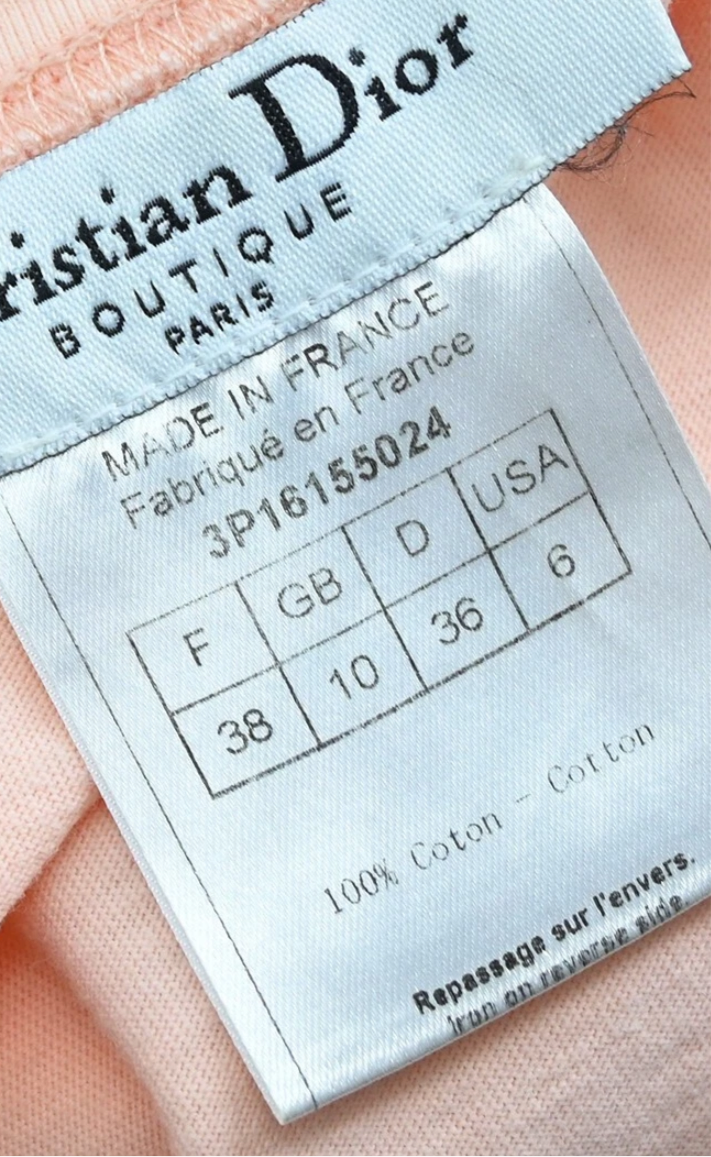 ristian Dior
BOUTIQUE
PARIS
MADE IN FRANCE
Fabriqué en France
3P16155024
F GB D USA
38 10 36 6
100% Coton - Cotton
Repassage sur l'envers.
Iron on reverse side.